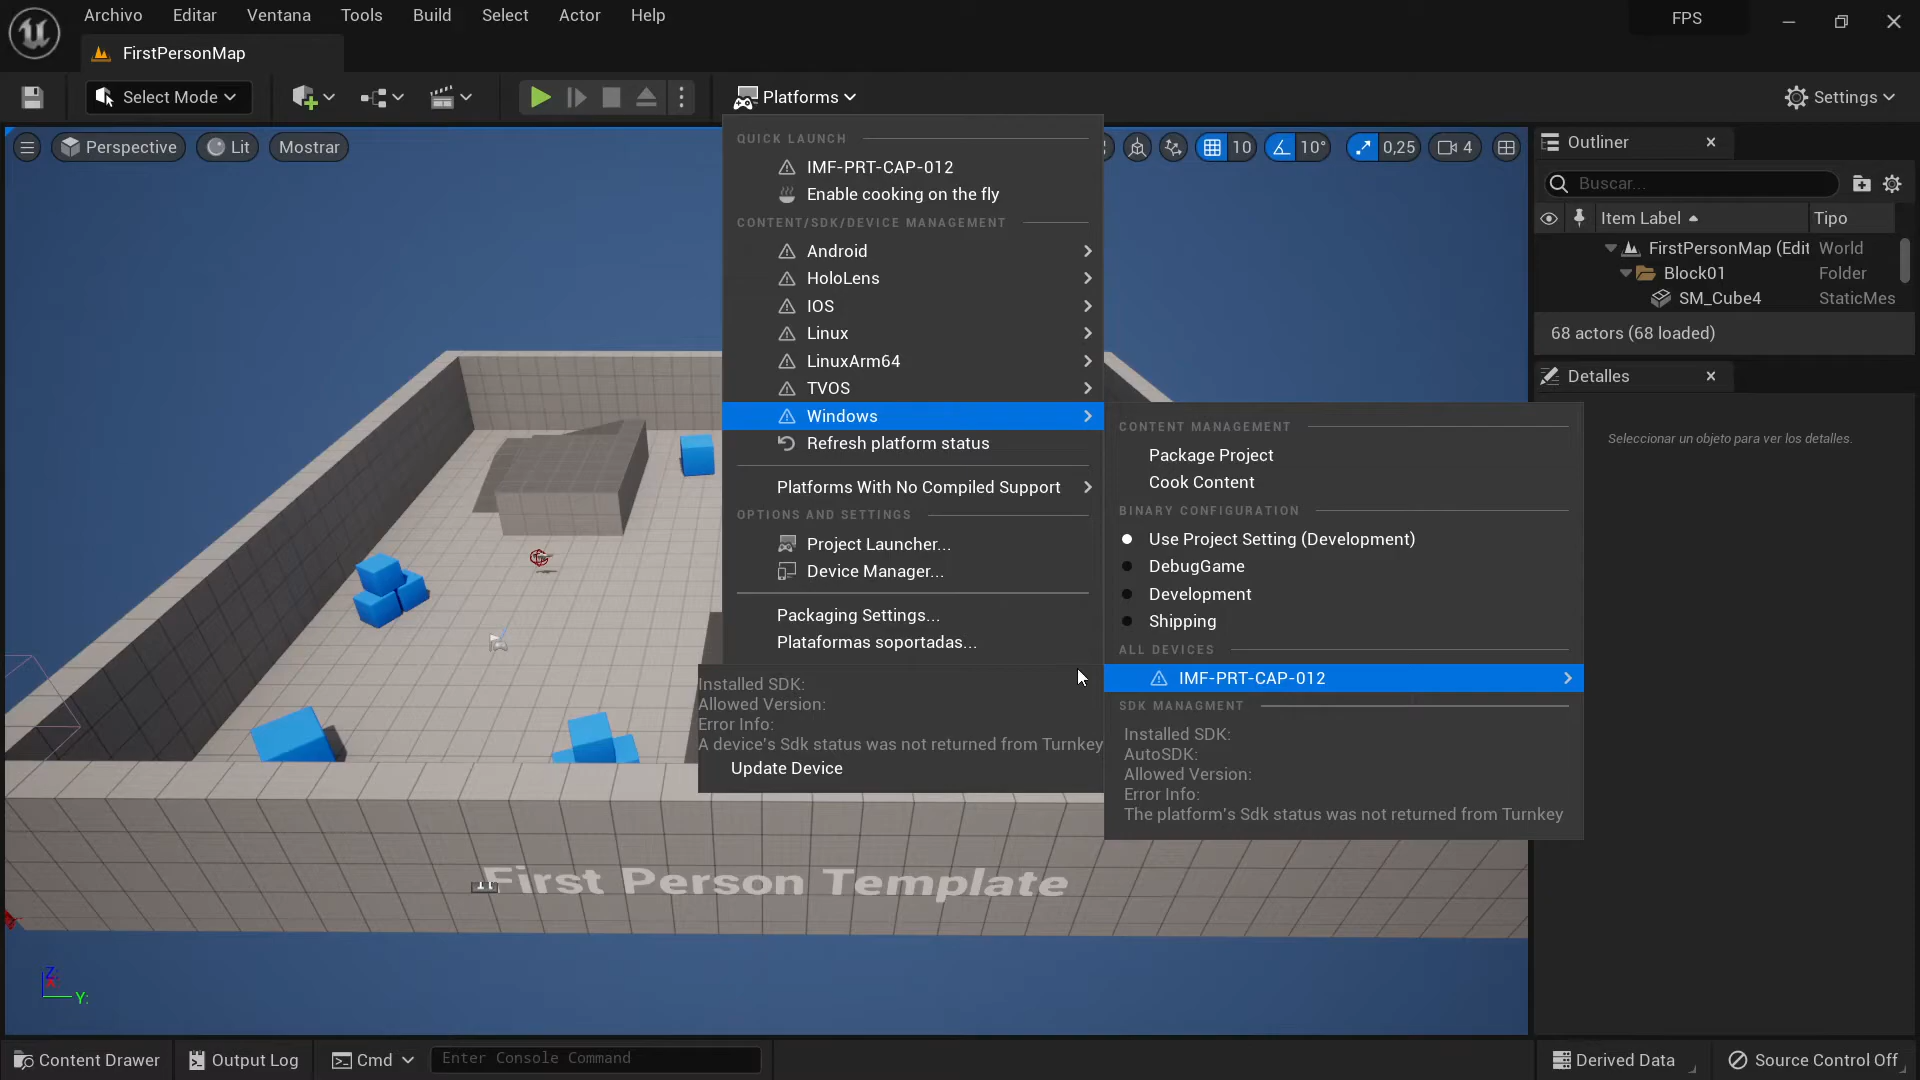 Archivo Editar Ventana Tools Build Select Actor Help FPS
FirstPersonMap
Select Mode Platforms Settings
Perspective Lit Mostrar 10 10° 0,25 4
QUICK LAUNCH
IMF-PRT-CAP-012
Enable cooking on the fly
CONTENT/SDK/DEVICE MANAGEMENT
Android
HoloLens
IOS
Linux
LinuxArm64
TVOS
Windows
Refresh platform status
Platforms With No Compiled Support
OPTIONS AND SETTINGS
Project Launcher...
Device Manager...
Packaging Settings...
Plataformas soportadas...
Installed SDK:
Allowed Version:
Error Info:
A device's Sdk status was not returned from Turnkey
Update Device
CONTENT MANAGEMENT
Package Project
Cook Content
BINARY CONFIGURATION
Use Project Setting (Development)
DebugGame
Development
Shipping
ALL DEVICES
IMF-PRT-CAP-012
SDK MANAGMENT
Installed SDK:
AutoSDK:
Allowed Version:
Error Info:
The platform's Sdk status was not returned from Turnkey
Outliner
Buscar...
Item Label Tipo
FirstPersonMap (Edit World
Block01 Folder
SM_Cube4 StaticMes
68 actors (68 loaded)
Detalles
Seleccionar un objeto para ver los detalles.
First Person Template
Z:
Y:
Content Drawer Output Log Cmd Enter Console Command Derived Data Source Control Off